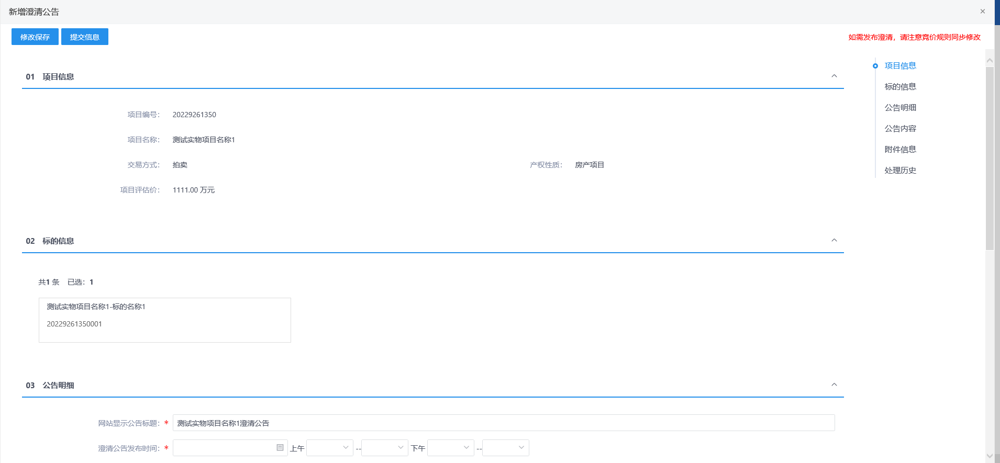 新增澄清公告
修改保存 提交信息 如需发布澄清，请注意竞价规则同步修改
01 项目信息
项目编号： 20229261350
项目名称： 测试实物项目名称1
交易方式： 拍卖 产权性质： 房产项目
项目评估价： 1111.00 万元
02 标的信息
共1 条 已选：1
测试实物项目名称1-标的名称1
20229261350001
03 公告明细
网站显示公告标题：* 测试实物项目名称1澄清公告
澄清公告发布时间：* 上午 -- 下午 --
项目信息
标的信息
公告明细
公告内容
附件信息
处理历史